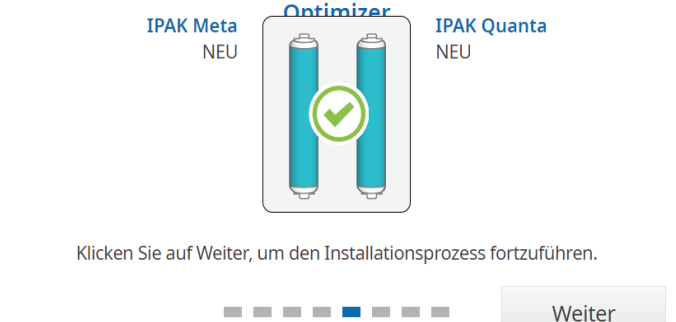 Optimizer
IPAK Meta
NEU
IPAK Quanta
NEU
Klicken Sie auf Weiter, um den Installationsprozess fortzuführen.
Weiter